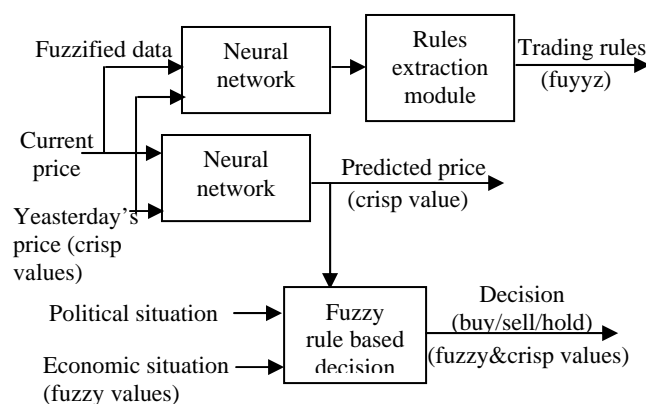 Fuzzified data
Neural
network
Rules
extraction
module
Trading rules
(fuyyz)
Current
price
Neural
network
Predicted price
(crisp value)
Yeasterday's
price (crisp
values)
Political situation
Economic situation
(fuzzy values)
Fuzzy
rule based
decision
Decision
(buy/sell/hold)
(fuzzy&crisp values)